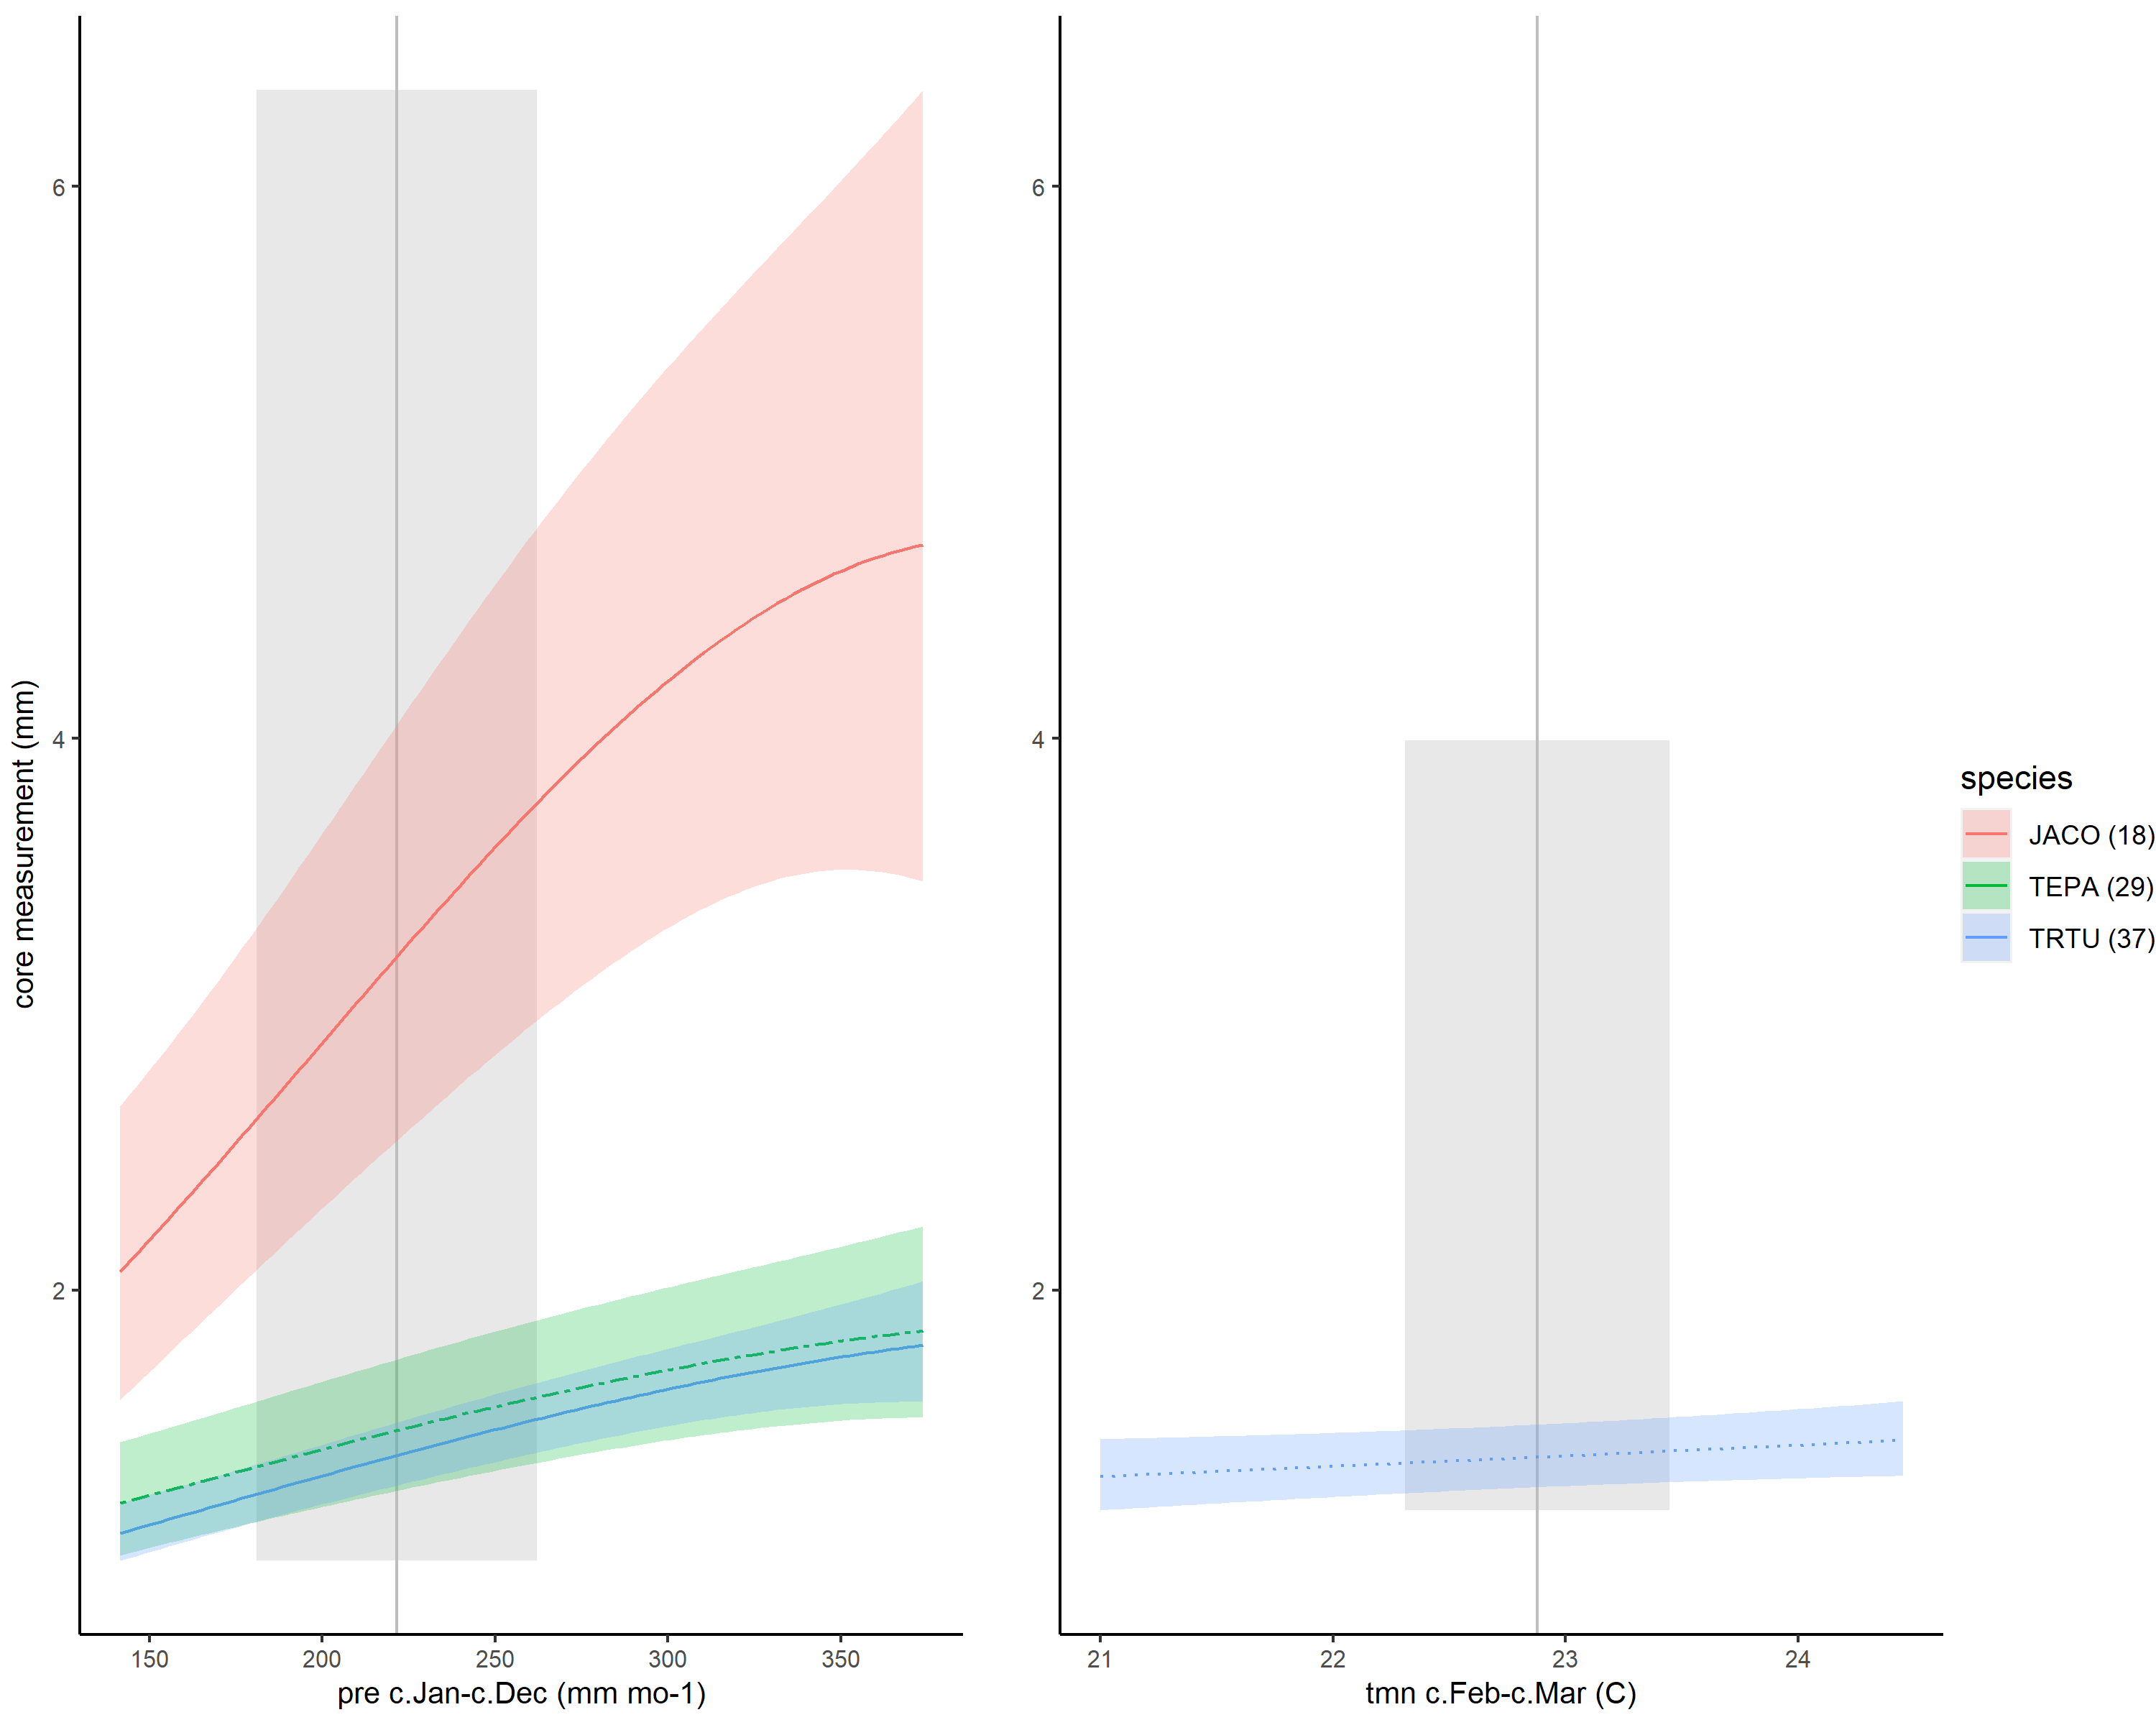 core measurement (mm)
6
4
2
150 200 250 300 350
pre c.Jan-c.Dec (mm mo-1)
6
4
2
21 22 23 24
tmn c.Feb-c.Mar (C)
species
JACO (18)
TEPA (29)
TRTU (37)